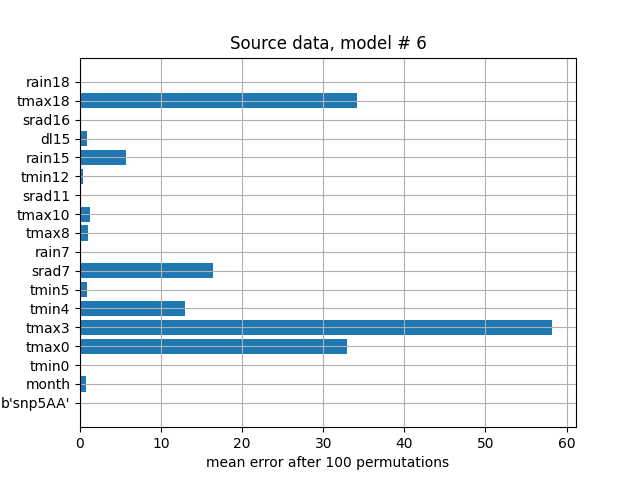 Source data, model # 6
rain18
tmax18
srad16
dl15
rain15
tmin12
srad11
tmax10
tmax8
rain7
srad7
tmin5
tmin4
tmax3
tmax0
tmin0
month
b'snp5AA'
0 10 20 30 40 50 60
mean error after 100 permutations